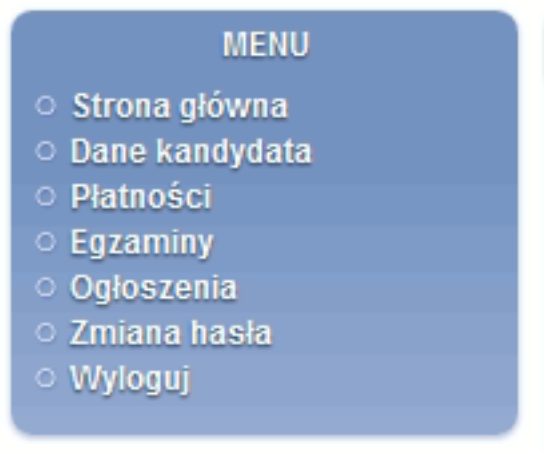 MENU
Strona główna
Dane kandydata
Płatności
Egzaminy
Ogłoszenia
Zmiana hasła
Wyloguj